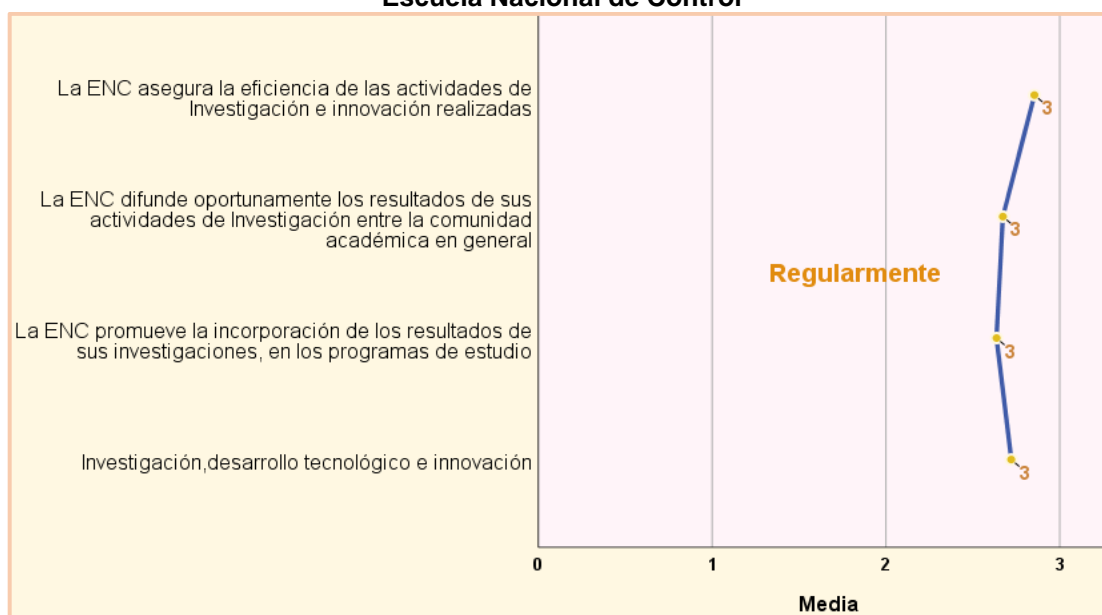 Escuela Nacional de Control
La ENC asegura la eficiencia de las actividades de
Investigación e innovación realizadas
3
La ENC difunde oportunamente los resultados de sus
actividades de Investigación entre la comunidad
académica en general
3
Regularmente
La ENC promueve la incorporación de los resultados de
sus investigaciones, en los programas de estudio
3
Investigación,desarrollo tecnológico e innovación
3
0 1 2 3
Media